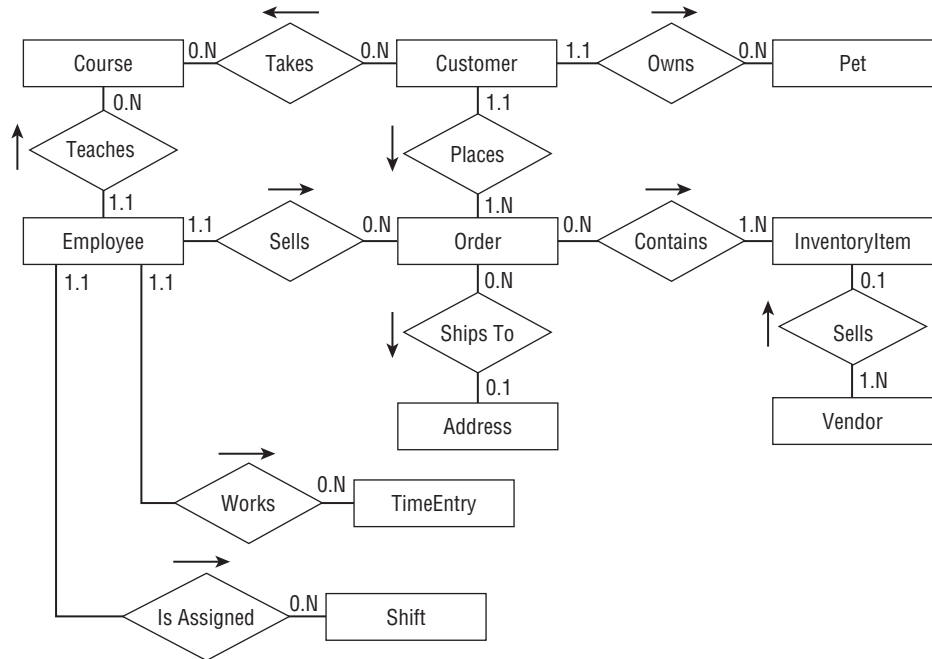 Course
0.N
Takes
0.N
Customer
1.1
Owns
0.N
Pet
0.N
Teaches
1.1
1.1
Places
1.N
Employee
1.1
Sells
0.N
Order
0.N
Contains
1.N
InventoryItem
1.1
1.1
0.N
Ships To
0.1
0.1
Sells
1.N
Address
Vendor
Works
0.N
TimeEntry
Is Assigned
0.N
Shift